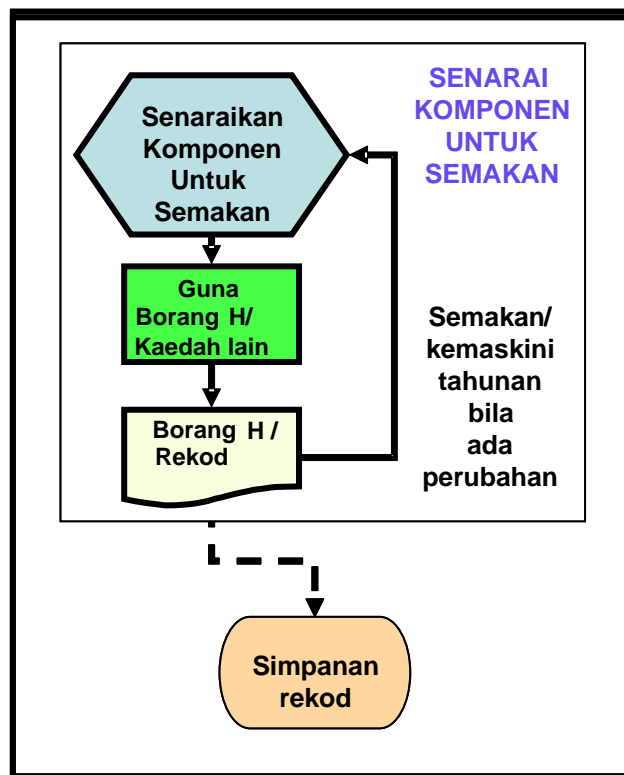 Senaraikan
Komponen
Untuk
Semakan
SENARAI
KOMPONEN
UNTUK
SEMAKAN
Guna
Borang H/
Kaedah lain
Borang H /
Rekod
Semakan/
kemaskini
tahunan
bila
ada
perubahan
Simpanan
rekod